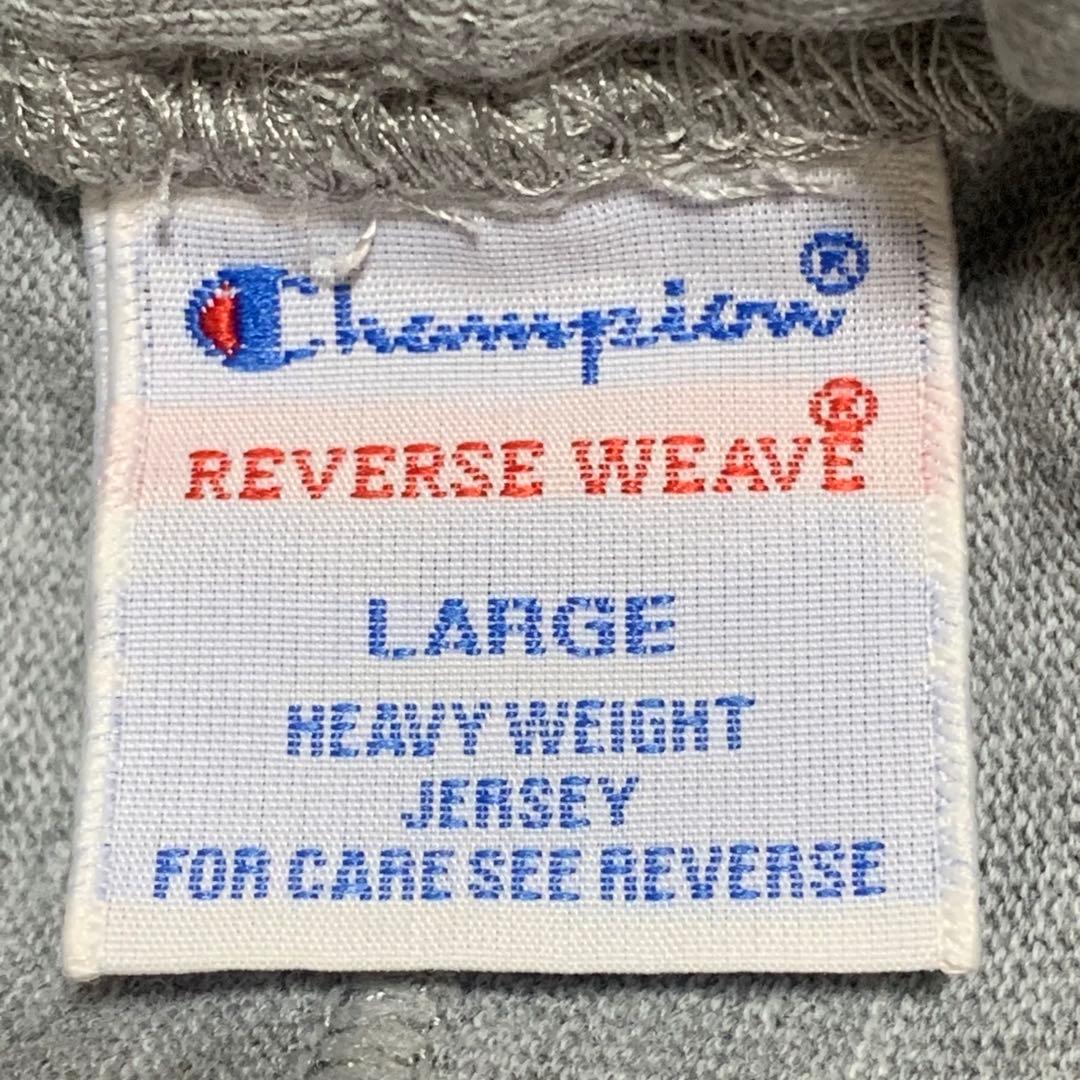 Champion®
REVERSE WEAVE®
LARGE
HEAVY WEIGHT
JERSEY
FOR CARE SEE REVERSE